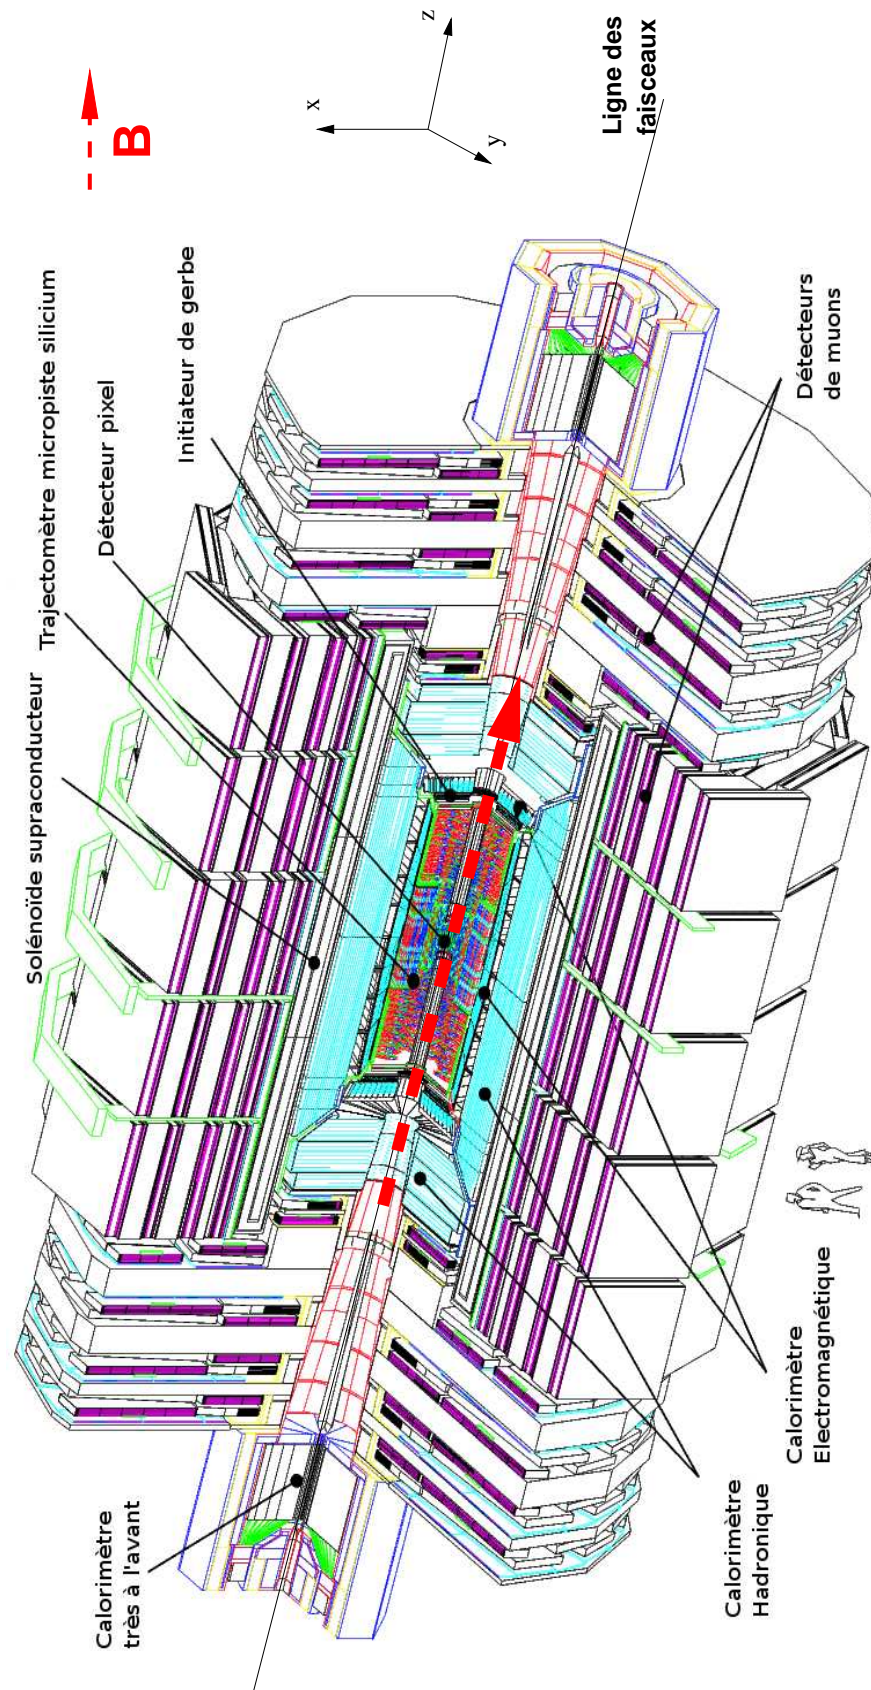 B
x
y
z
Ligne des
faisceaux
Solénoïde supraconducteur
Trajectomètre micropiste silicium
Détecteur pixel
Initiateur de gerbe
Détecteurs
de muons
Calorimètre
très à l'avant
Calorimètre
Hadronique
Calorimètre
Electromagnétique